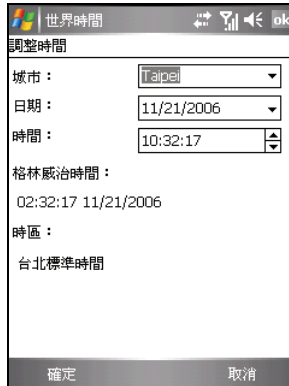 世界時間 ok
調整時間
城市： Taipei
日期： 11/21/2006
時間： 10:32:17
格林威治時間：
02:32:17 11/21/2006
時區：
台北標準時間
確定 取消